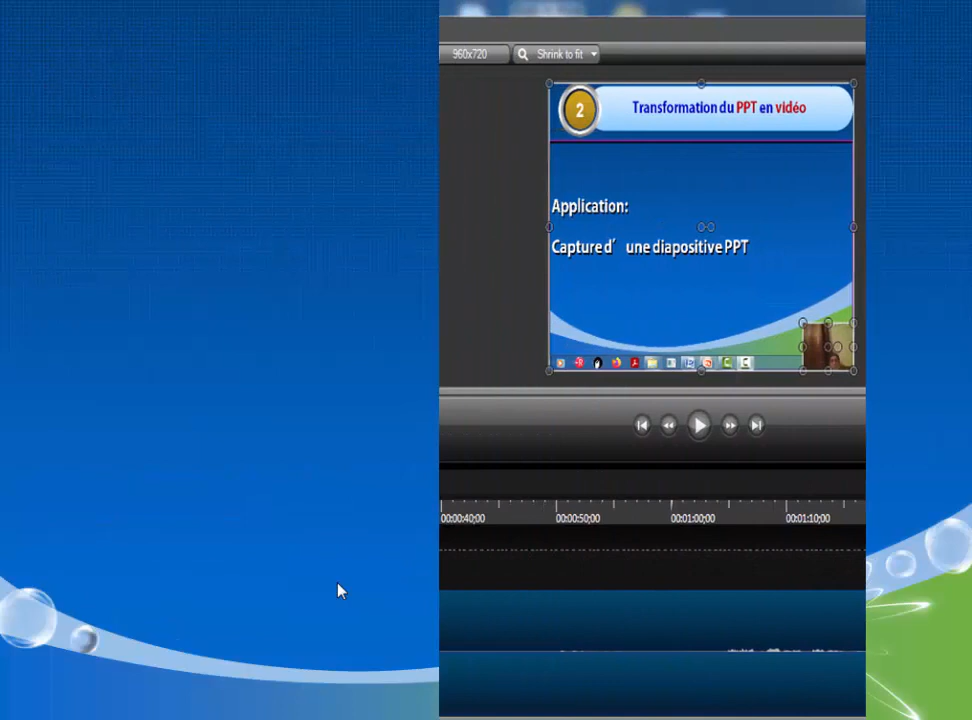 960x720 Shrink to fit
2 Transformation du PPT en vidéo
Application:
Capture d' une diapositive PPT
00:00:40;00 00:00:50;00 00:01:00;00 00:01:10;00